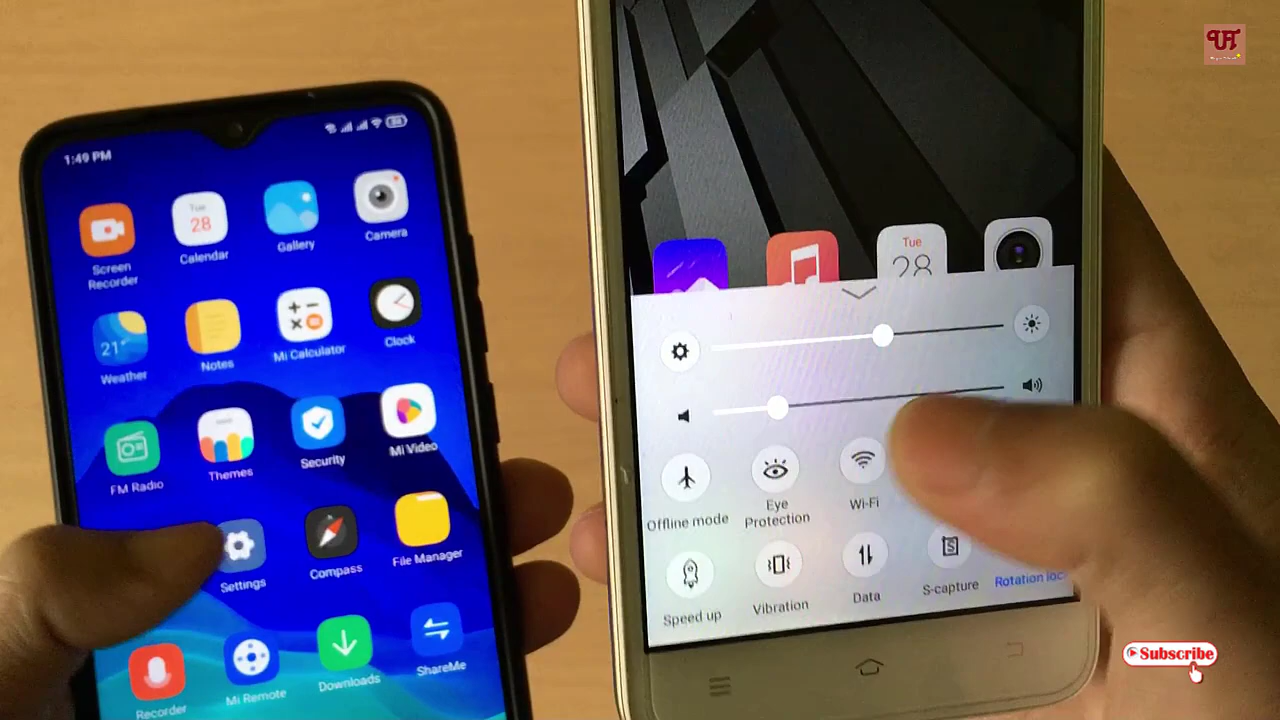 1:49 PM
Screen
Recorder
Tue
28
Calendar
Gallery
Camera
21°
Weather
Notes
Mi Calculator
Clock
FM Radio
Themes
Security
Mi Video
Settings
Compass
File Manager
Recorder
Mi Remote
Downloads
ShareMe
Tue
28
Offline mode
Eye
Protection
Wi-Fi
Speed up
Vibration
Data
S-capture
Rotation loc
Subscribe